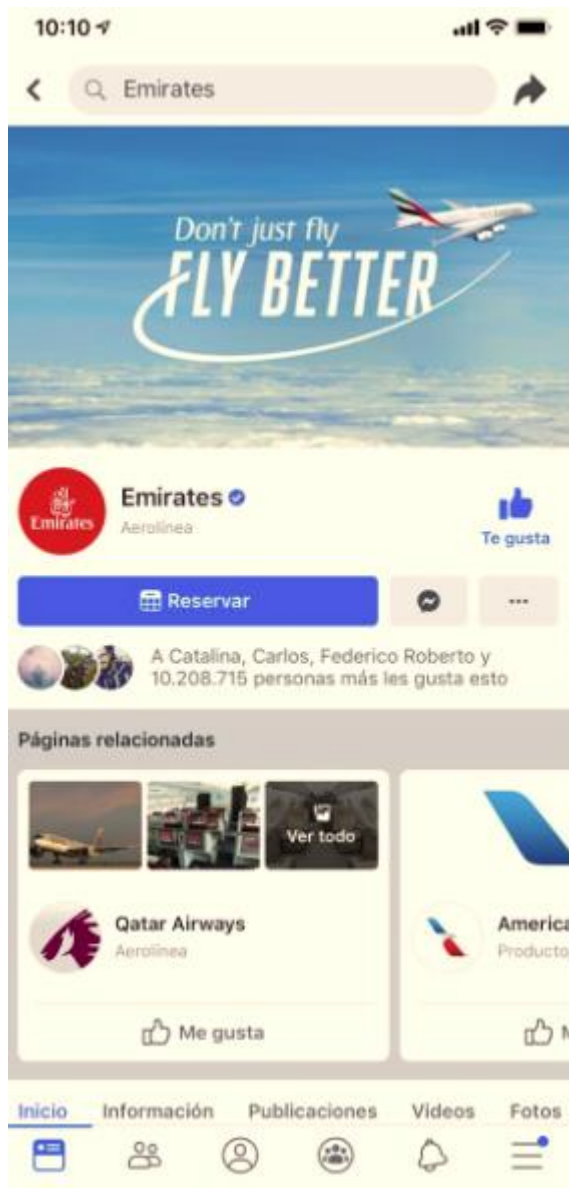 10:10
Emirates
Don't just fly
FLY BETTER
Emirates
Emirates
Aerolínea
Te gusta
Reservar
A Catalina, Carlos, Federico Roberto y
10.208.715 personas más les gusta esto
Páginas relacionadas
Ver todo
Qatar Airways
Aerolínea
Me gusta
America
Producto
M
Inicio Información Publicaciones Videos Fotos